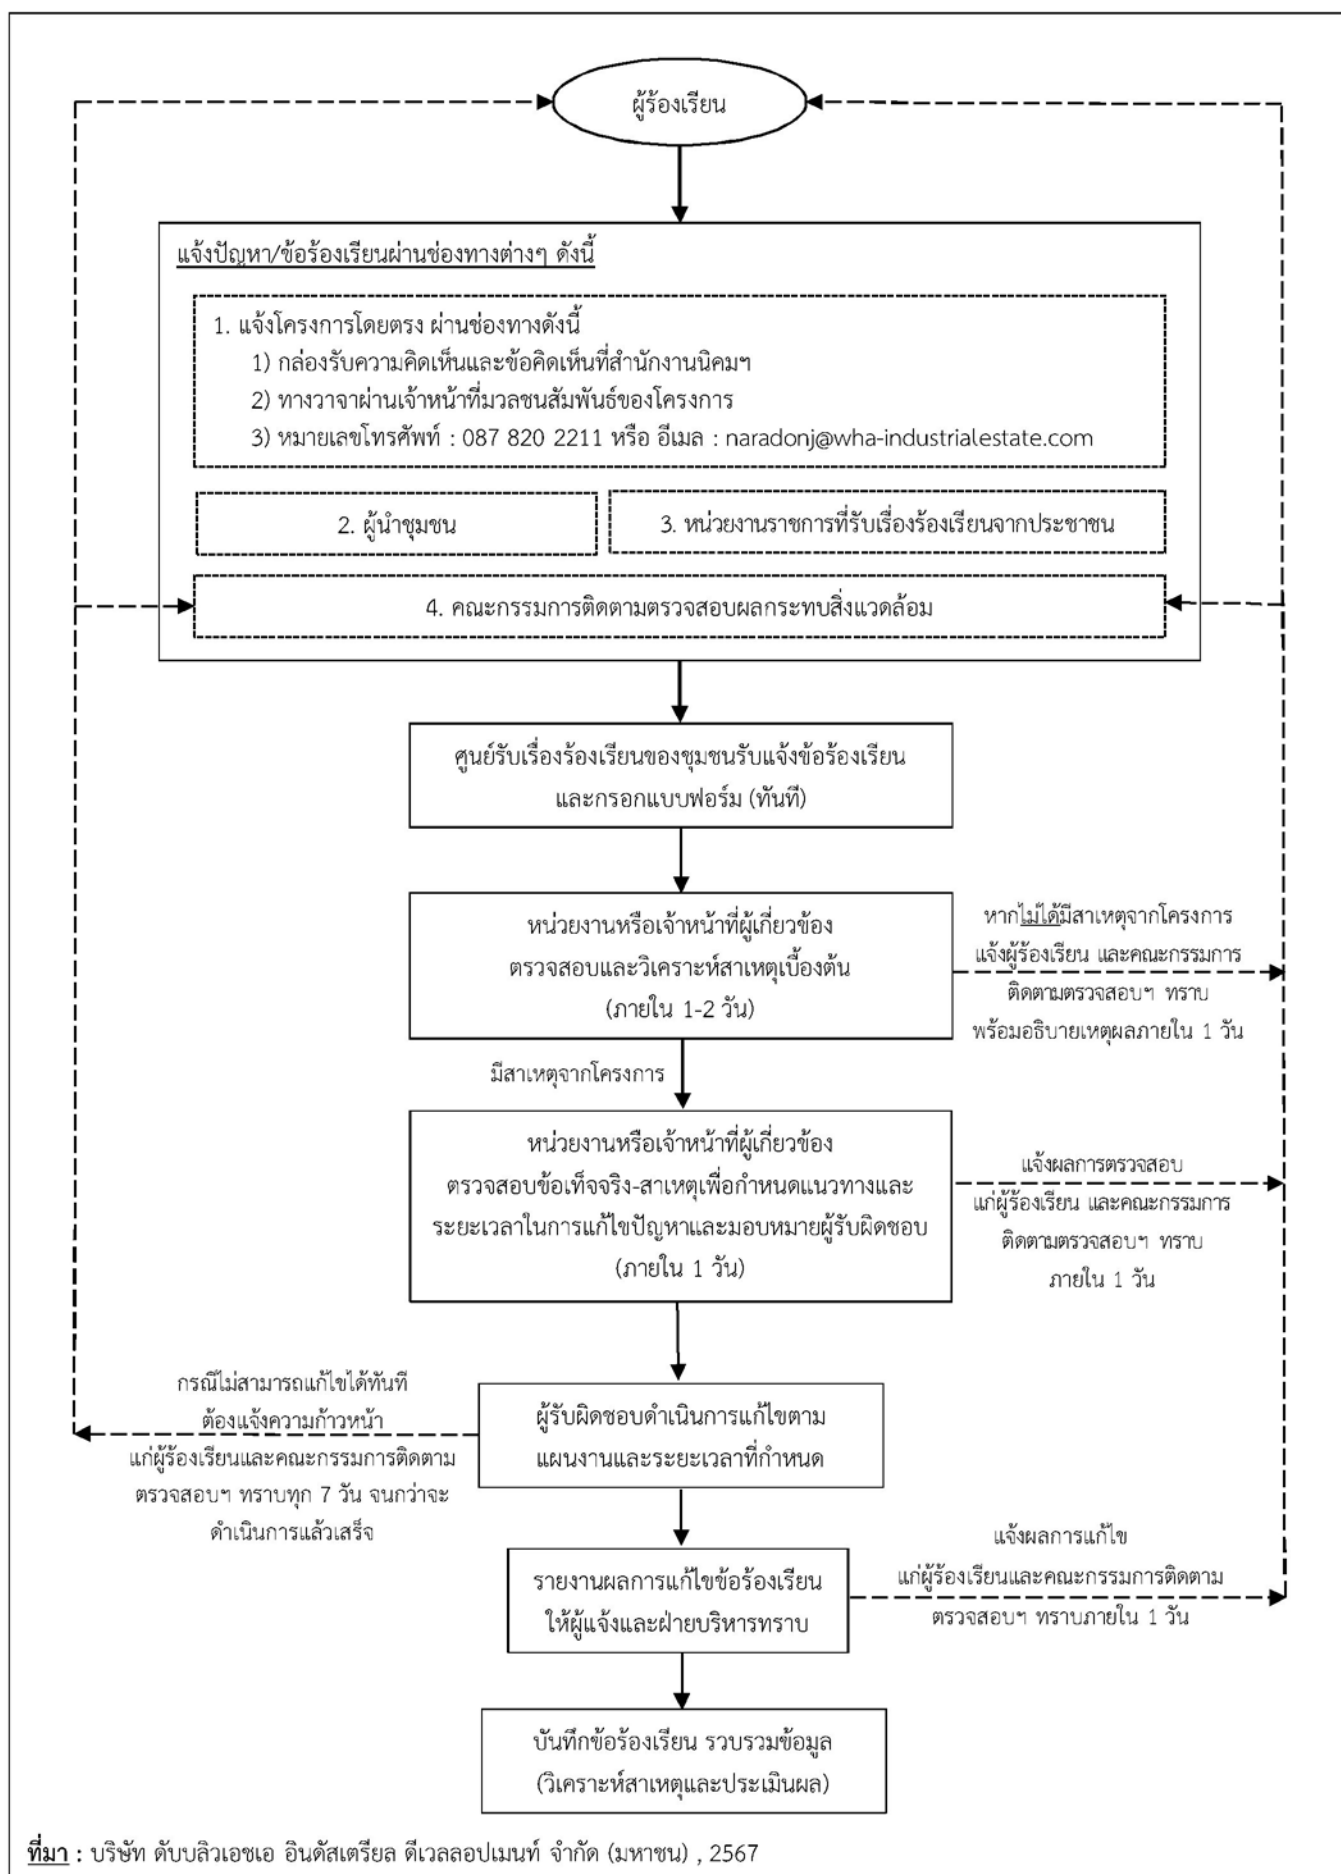 ผู้ร้องเรียน
แจ้งปัญหา/ข้อร้องเรียนผ่านช่องทางต่างๆ ดังนี้
1. แจ้งโครงการโดยตรง ผ่านช่องทางดังนี้
1) กล่องรับความคิดเห็นและข้อคิดเห็นที่สำนักงานนิคมฯ
2) ทางวาจาผ่านเจ้าหน้าที่มวลชนสัมพันธ์ของโครงการ
3) หมายเลขโทรศัพท์ : 087 820 2211 หรือ อีเมล : naradonj@wha-industrialestate.com
2. ผู้นำชุมชน
3. หน่วยงานราชการที่รับเรื่องร้องเรียนจากประชาชน
4. คณะกรรมการติดตามตรวจสอบผลกระทบสิ่งแวดล้อม
ศูนย์รับเรื่องร้องเรียนของชุมชนรับแจ้งข้อร้องเรียน
และกรอกแบบฟอร์ม (ทันที)
หน่วยงานหรือเจ้าหน้าที่ผู้เกี่ยวข้อง
ตรวจสอบและวิเคราะห์สาเหตุเบื้องต้น
(ภายใน 1-2 วัน)
หากไม่ได้มีสาเหตุจากโครงการ
แจ้งผู้ร้องเรียน และคณะกรรมการ
ติดตามตรวจสอบฯ ทราบ
พร้อมอธิบายเหตุผลภายใน 1 วัน
มีสาเหตุจากโครงการ
หน่วยงานหรือเจ้าหน้าที่ผู้เกี่ยวข้อง
ตรวจสอบข้อเท็จจริง-สาเหตุเพื่อกำหนดแนวทางและ
ระยะเวลาในการแก้ไขปัญหาและมอบหมายผู้รับผิดชอบ
(ภายใน 1 วัน)
แจ้งผลการตรวจสอบ
แก่ผู้ร้องเรียน และคณะกรรมการ
ติดตามตรวจสอบฯ ทราบ
ภายใน 1 วัน
กรณีไม่สามารถแก้ไขได้ทันที
ต้องแจ้งความก้าวหน้า
แก่ผู้ร้องเรียนและคณะกรรมการติดตาม
ตรวจสอบฯ ทราบทุก 7 วัน จนกว่าจะ
ดำเนินการแล้วเสร็จ
ผู้รับผิดชอบดำเนินการแก้ไขตาม
แผนงานและระยะเวลาที่กำหนด
รายงานผลการแก้ไขข้อร้องเรียน
ให้ผู้แจ้งและฝ่ายบริหารทราบ
แจ้งผลการแก้ไข
แก่ผู้ร้องเรียนและคณะกรรมการติดตาม
ตรวจสอบฯ ทราบภายใน 1 วัน
บันทึกข้อร้องเรียน รวบรวมข้อมูล
(วิเคราะห์สาเหตุและประเมินผล)
ที่มา : บริษัท ดับบลิวเอชเอ อินดัสเตรียล ดีเวลลอปเมนท์ จำกัด (มหาชน) , 2567